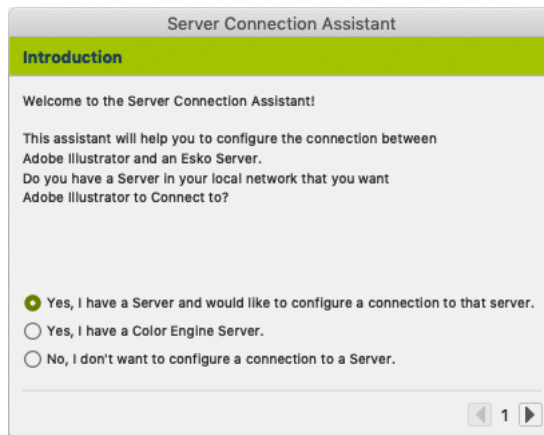 Server Connection Assistant
Introduction
Welcome to the Server Connection Assistant!
This assistant will help you to configure the connection between
Adobe Illustrator and an Esko Server.
Do you have a Server in your local network that you want
Adobe Illustrator to Connect to?
Yes, I have a Server and would like to configure a connection to that server.
Yes, I have a Color Engine Server.
No, I don't want to configure a connection to a Server.
1